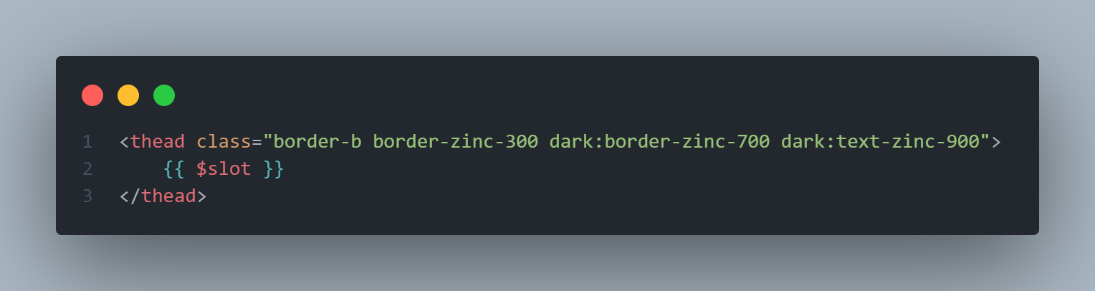 1 <thead class="border-b border-zinc-300 dark:border-zinc-700 dark:text-zinc-900">
2     {{ $slot }}
3 </thead>